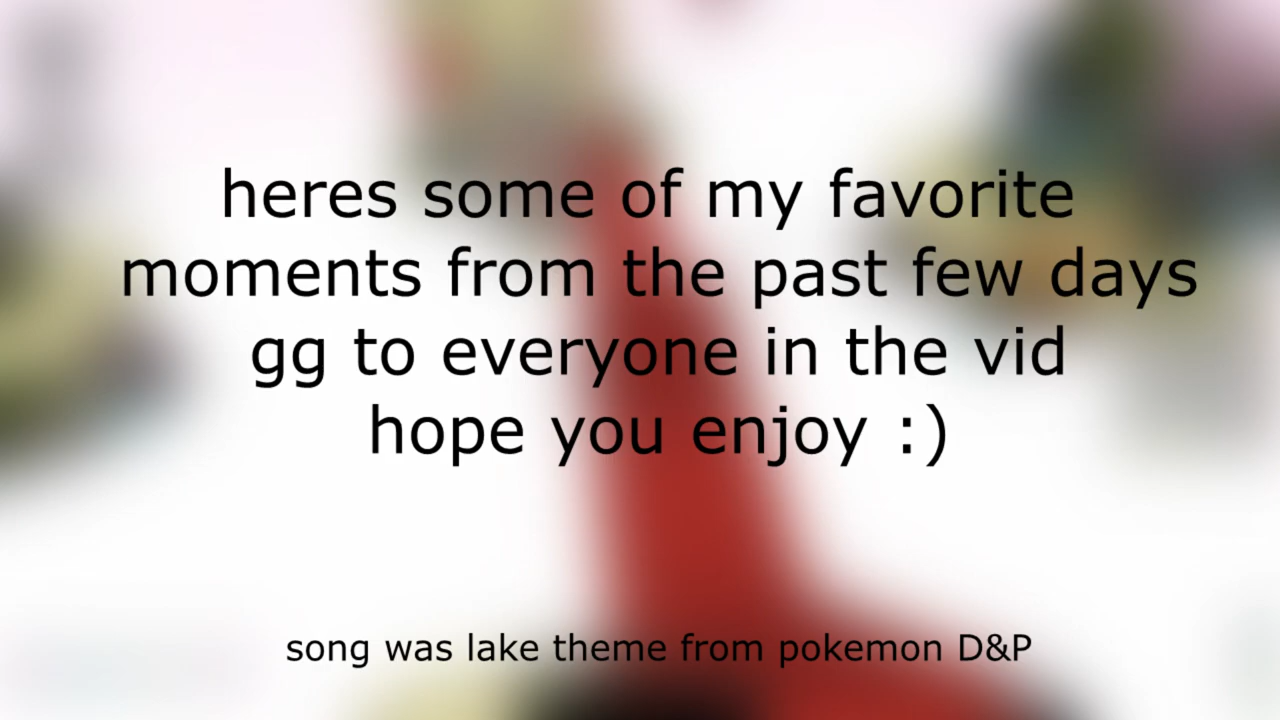 heres some of my favorite
moments from the past few days
gg to everyone in the vid
hope you enjoy :)
song was lake theme from pokemon D&P